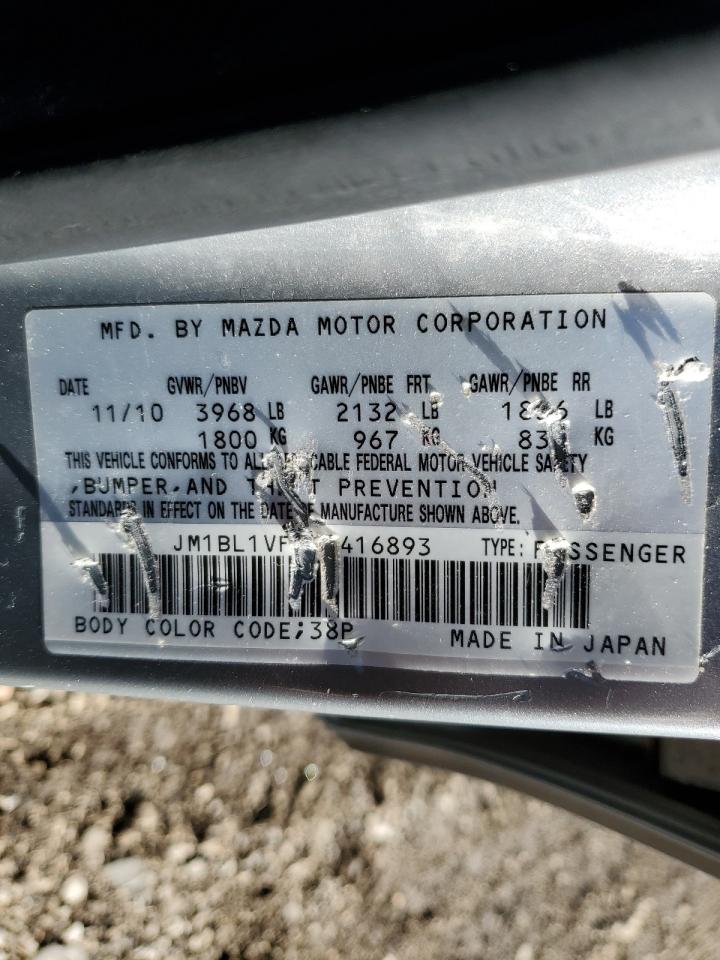 MFD. BY MAZDA MOTOR CORPORATION
DATE GVWR/PNBV GAWR/PNBE FRT GAWR/PNBE RR
11/10 3968 LB 2132 LB LB
1800 KG 967 KG KG
THIS VEHICLE CONFORMS TO ALL FEDERAL MOTOR VEHICLE SAFETY
,BUMPER,AND PREVENTION
STANDARDS IN EFFECT ON THE DATE OF MANUFACTURE SHOWN ABOVE.
TYPE: PASSENGER
BODY COLOR CODE;38P MADE IN JAPAN